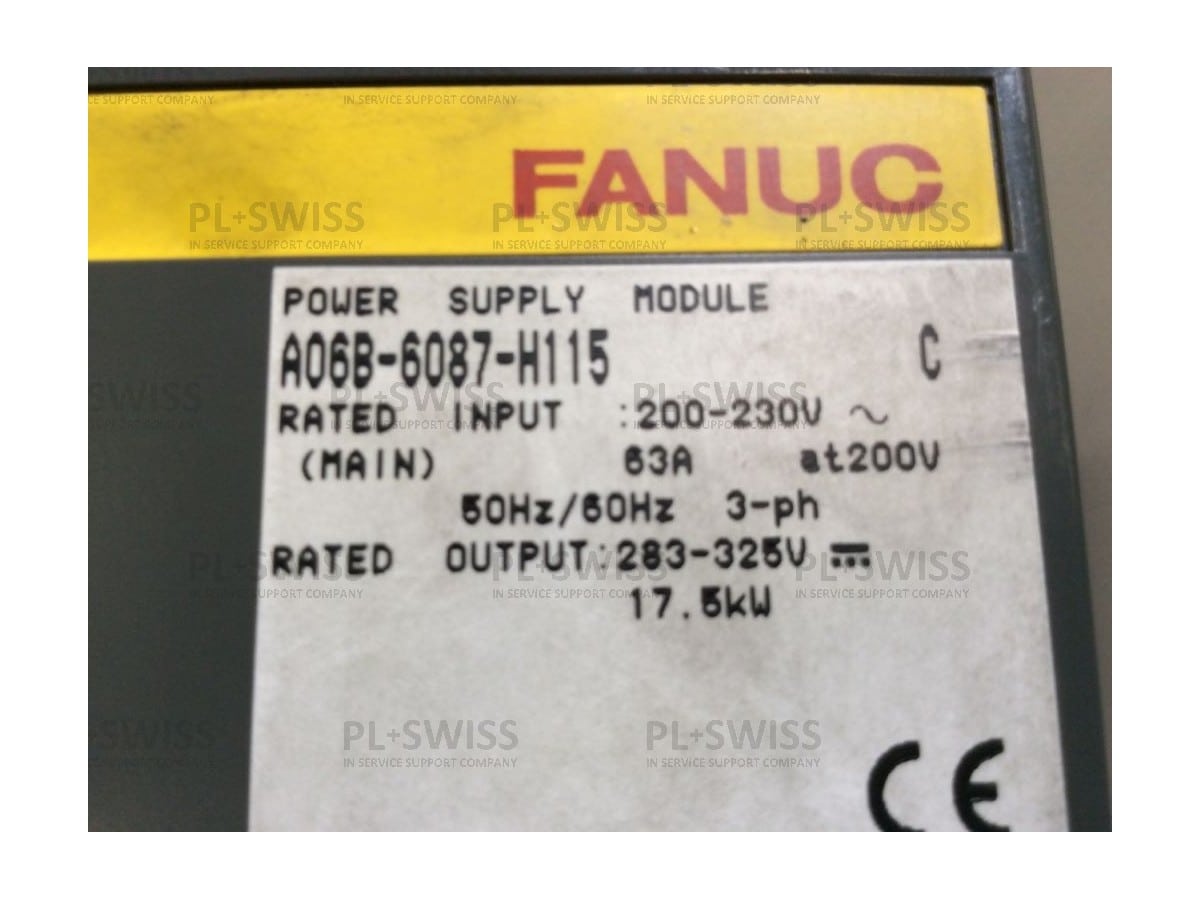 FANUC
POWER SUPPLY MODULE
A06B-6087-H115 C
RATED INPUT :200-230V ~
(MAIN) 63A at200V
50Hz/60Hz 3-ph
RATED OUTPUT:283-325V ⎓
17.5kW
CE
PL+SWISS
IN SERVICE SUPPORT COMPANY